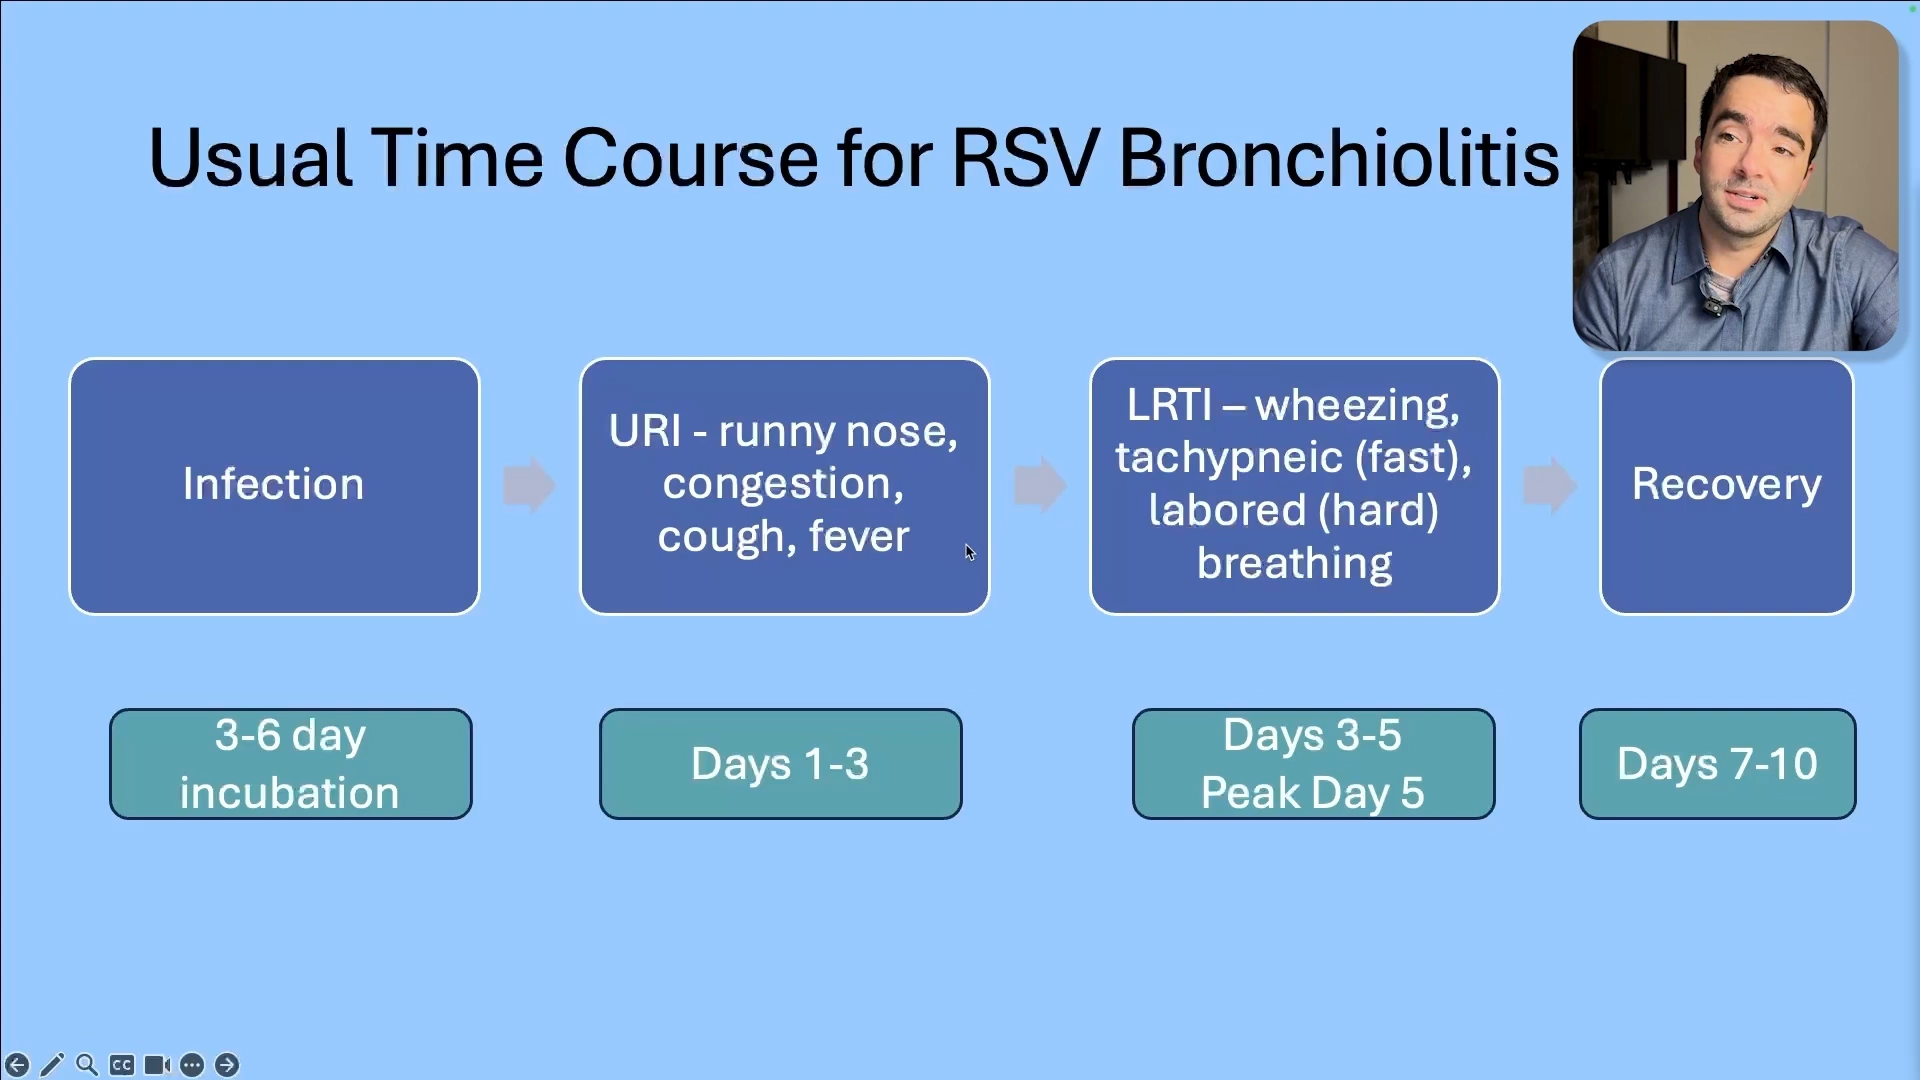 Usual Time Course for RSV Bronchiolitis
Infection
URI - runny nose,
congestion,
cough, fever
LRTI – wheezing,
tachypneic (fast),
labored (hard)
breathing
Recovery
3-6 day
incubation
Days 1-3
Days 3-5
Peak Day 5
Days 7-10
CC